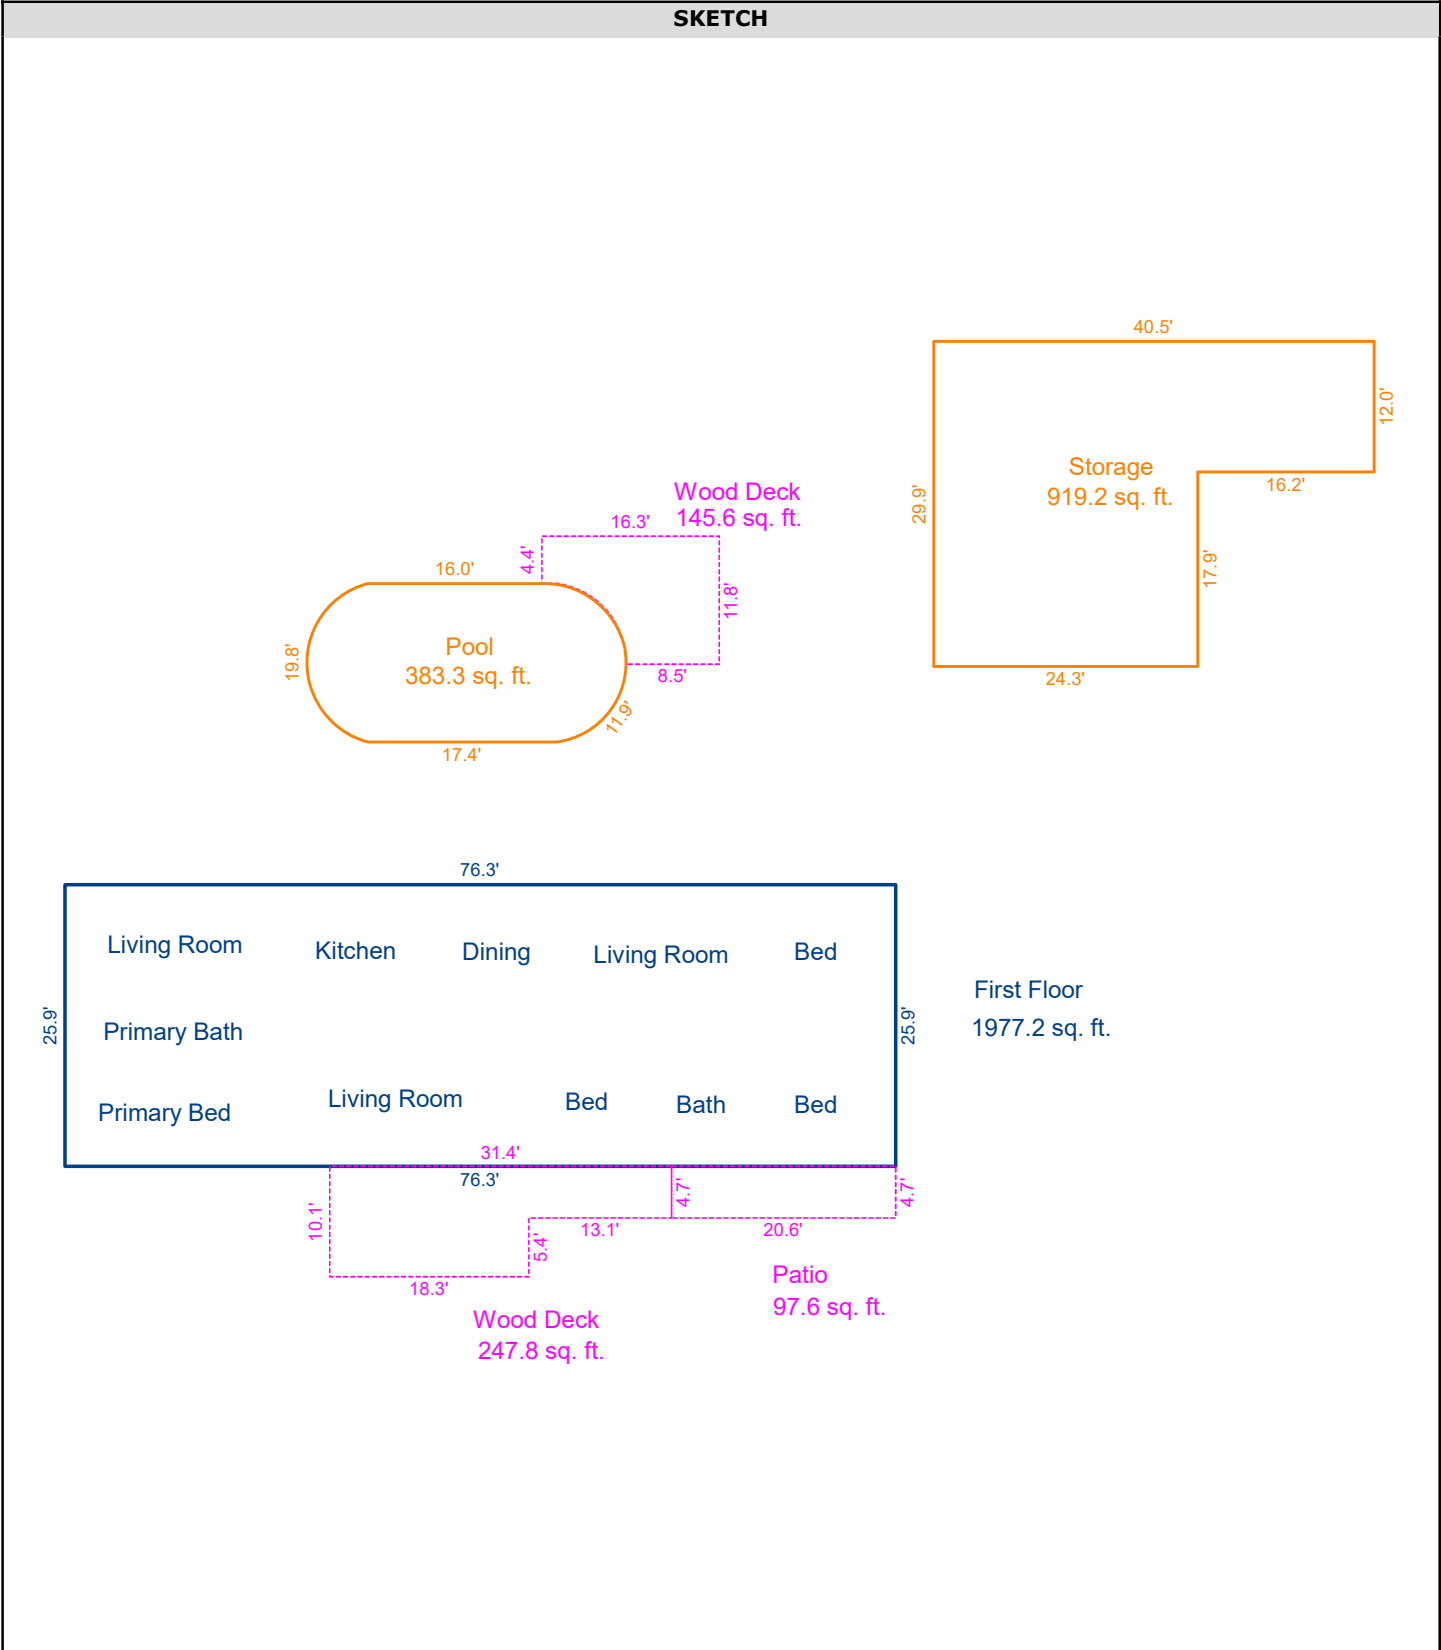 SKETCH
40.5'
12.0'
Storage
919.2 sq. ft.
29.9'
16.2'
17.9'
24.3'
Wood Deck
145.6 sq. ft.
16.3'
4.4'
11.8'
8.5'
16.0'
Pool
383.3 sq. ft.
19.8'
11.9'
17.4'
76.3'
Living Room
Kitchen
Dining
Living Room
Bed
25.9'
Primary Bath
25.9'
First Floor
1977.2 sq. ft.
Primary Bed
Living Room
Bed
Bath
Bed
31.4'
76.3'
10.1'
4.7'
4.7'
13.1'
20.6'
5.4'
18.3'
Patio
97.6 sq. ft.
Wood Deck
247.8 sq. ft.